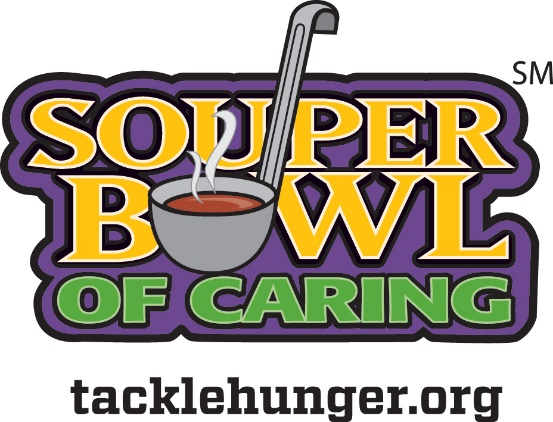 SOUPER
BOWL
OF CARING
SM
tacklehunger.org